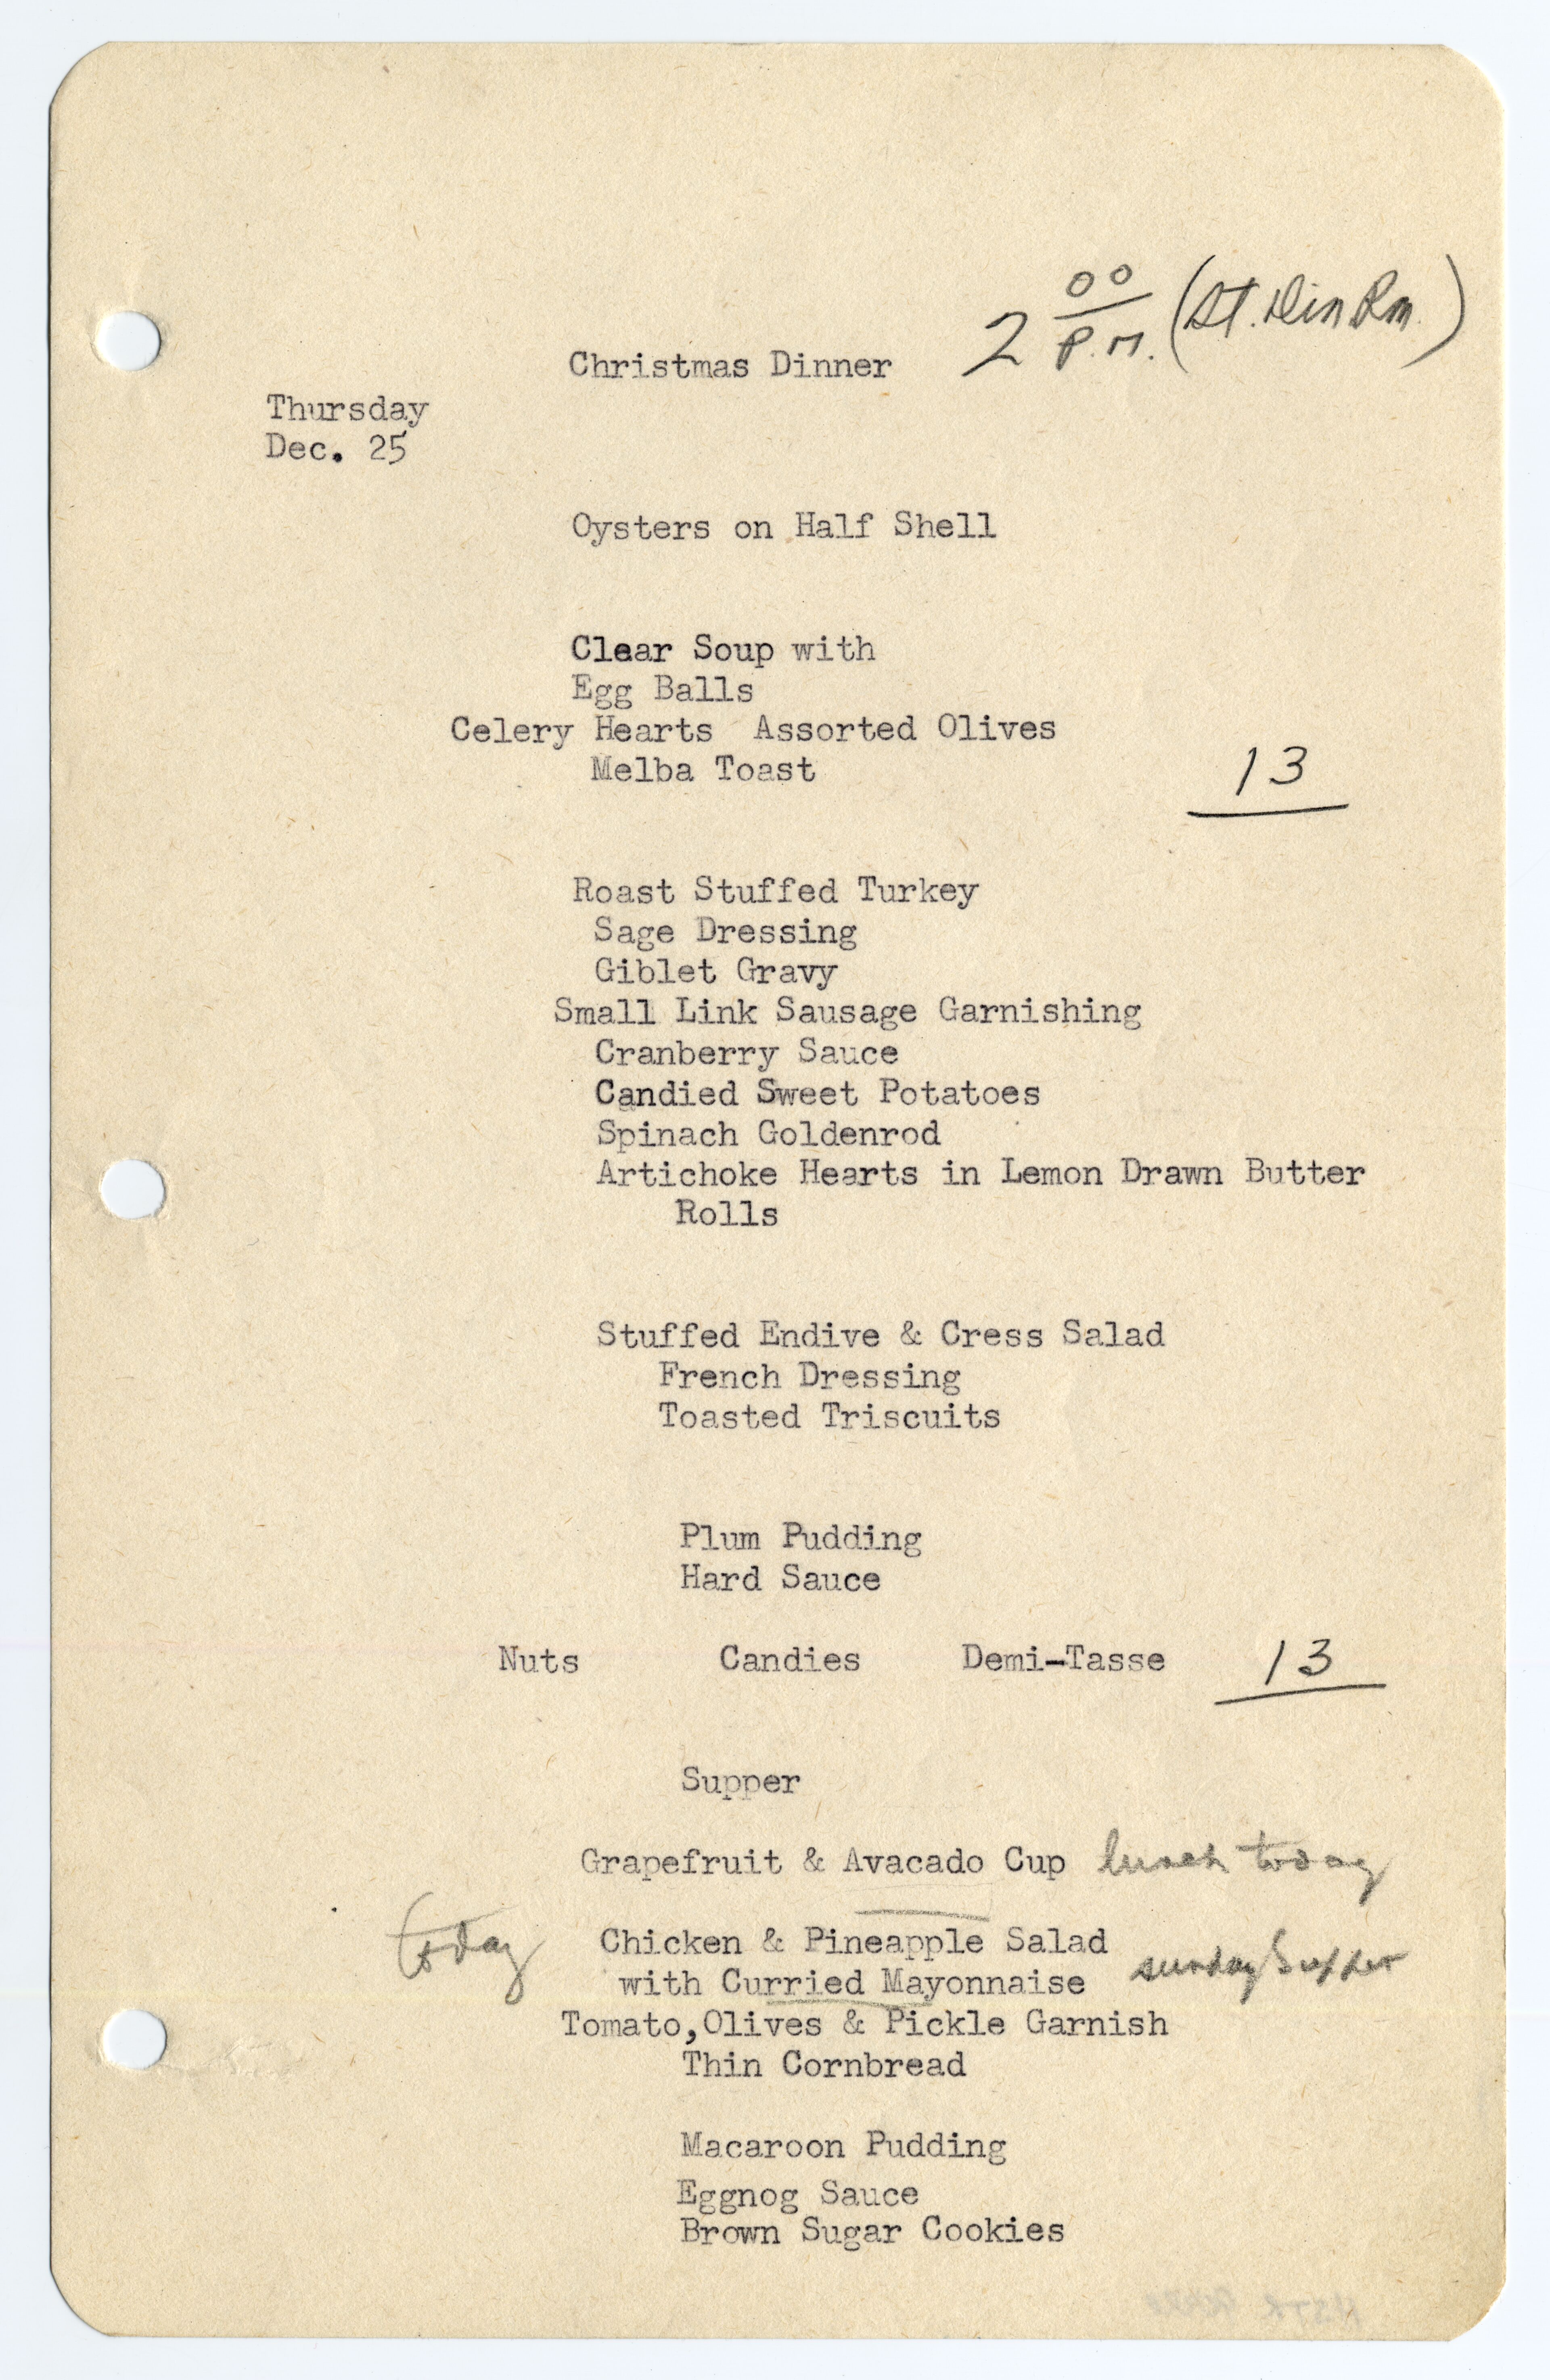 Christmas Dinner 2 00 P.M. (St. Din Rm.)
Thursday
Dec. 25
Oysters on Half Shell
Clear Soup with
Egg Balls
Celery Hearts Assorted Olives
Melba Toast
13
Roast Stuffed Turkey
Sage Dressing
Giblet Gravy
Small Link Sausage Garnishing
Cranberry Sauce
Candied Sweet Potatoes
Spinach Goldenrod
Artichoke Hearts in Lemon Drawn Butter
Rolls
Stuffed Endive & Cress Salad
French Dressing
Toasted Triscuits
Plum Pudding
Hard Sauce
Nuts Candies Demi-Tasse 13
Supper
Grapefruit & Avacado Cup lunch today
today Chicken & Pineapple Salad
with Curried Mayonnaise sunday Supper
Tomato,Olives & Pickle Garnish
Thin Cornbread
Macaroon Pudding
Eggnog Sauce
Brown Sugar Cookies